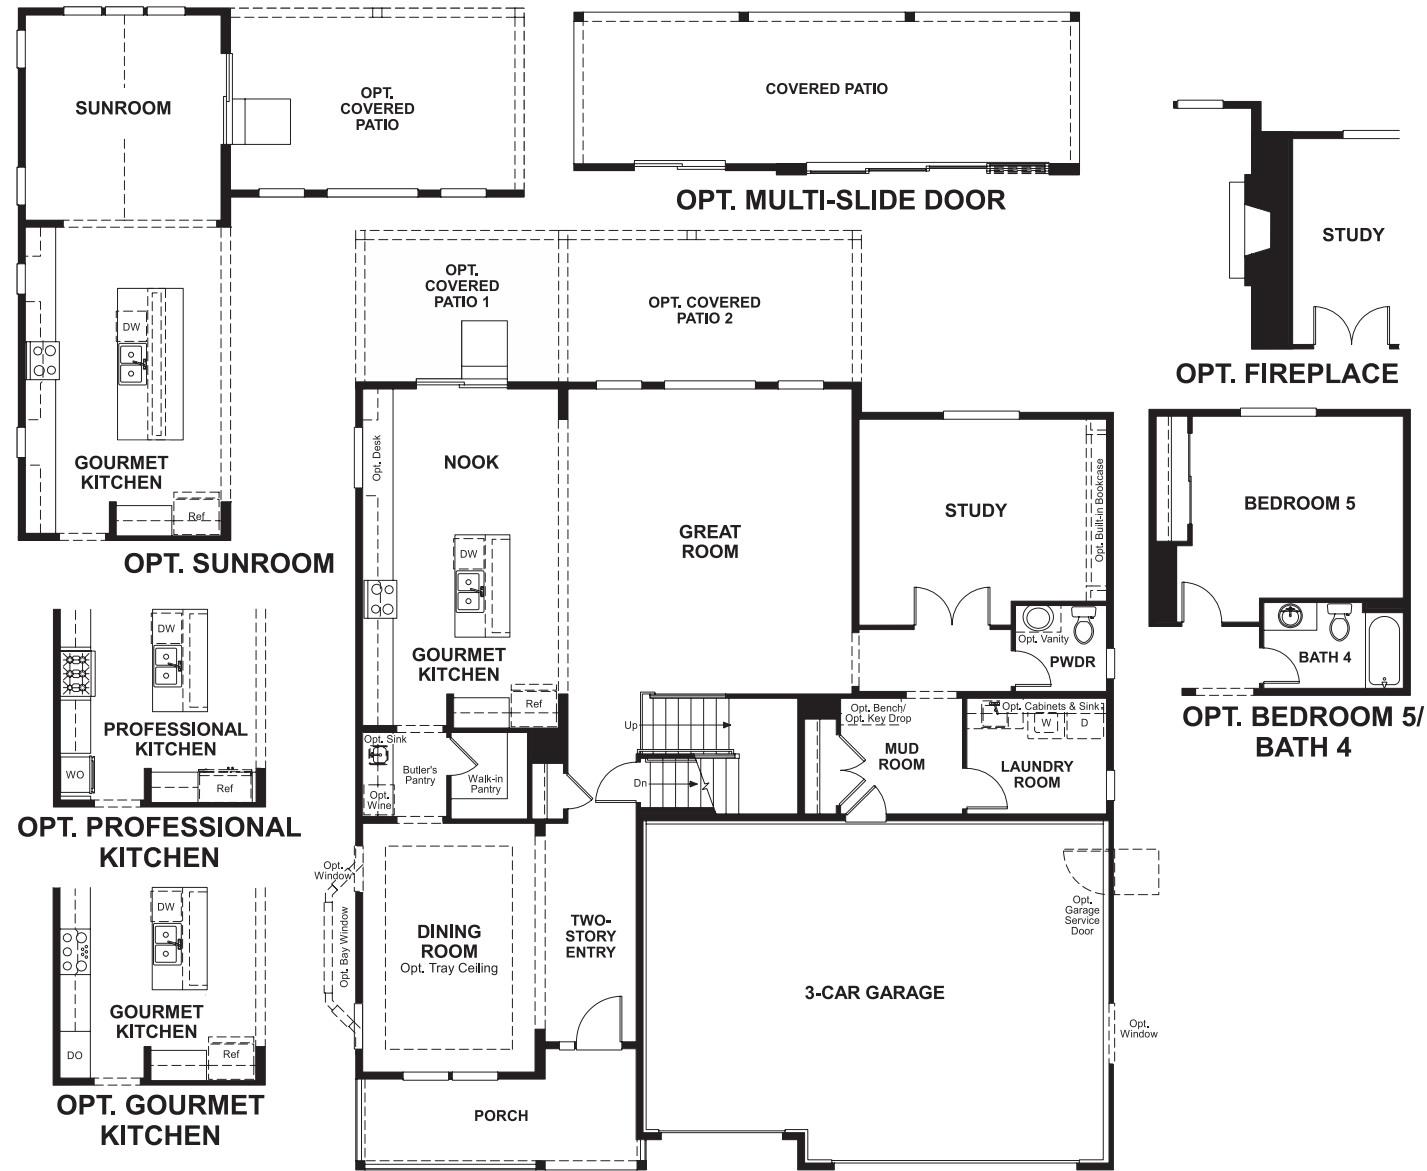 SUNROOM
OPT.
COVERED
PATIO
DW
GOURMET
KITCHEN
Ref
OPT. SUNROOM
COVERED PATIO
OPT. MULTI-SLIDE DOOR
STUDY
OPT. FIREPLACE
OPT.
COVERED
PATIO 1
OPT. COVERED
PATIO 2
Opt. Desk
NOOK
DW
GOURMET
KITCHEN
Ref
GREAT
ROOM
STUDY
Opt. Built-in Bookcase
Opt. Vanity
PWDR
BEDROOM 5
BATH 4
OPT. BEDROOM 5/
BATH 4
DW
PROFESSIONAL
KITCHEN
WO
Ref
OPT. PROFESSIONAL
KITCHEN
Opt. Sink
Butler's
Pantry
Opt.
Wine
Walk-in
Pantry
Up
Dn
Opt. Bench/
Opt. Key Drop
MUD
ROOM
Opt. Cabinets & Sink
W
D
LAUNDRY
ROOM
Opt.
Window
Opt. Bay Window
DINING
ROOM
Opt. Tray Ceiling
TWO-
STORY
ENTRY
3-CAR GARAGE
Opt.
Garage
Service
Door
Opt.
Window
PORCH
DW
GOURMET
KITCHEN
DO
Ref
OPT. GOURMET
KITCHEN